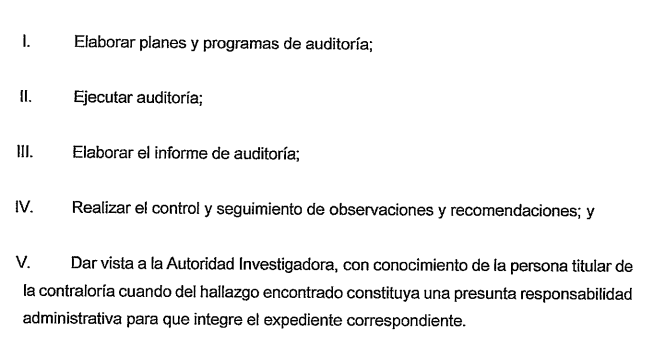 I. Elaborar planes y programas de auditoría;
II. Ejecutar auditoría;
III. Elaborar el informe de auditoría;
IV. Realizar el control y seguimiento de observaciones y recomendaciones; y
V. Dar vista a la Autoridad Investigadora, con conocimiento de la persona titular de
la contraloría cuando del hallazgo encontrado constituya una presunta responsabilidad
administrativa para que integre el expediente correspondiente.